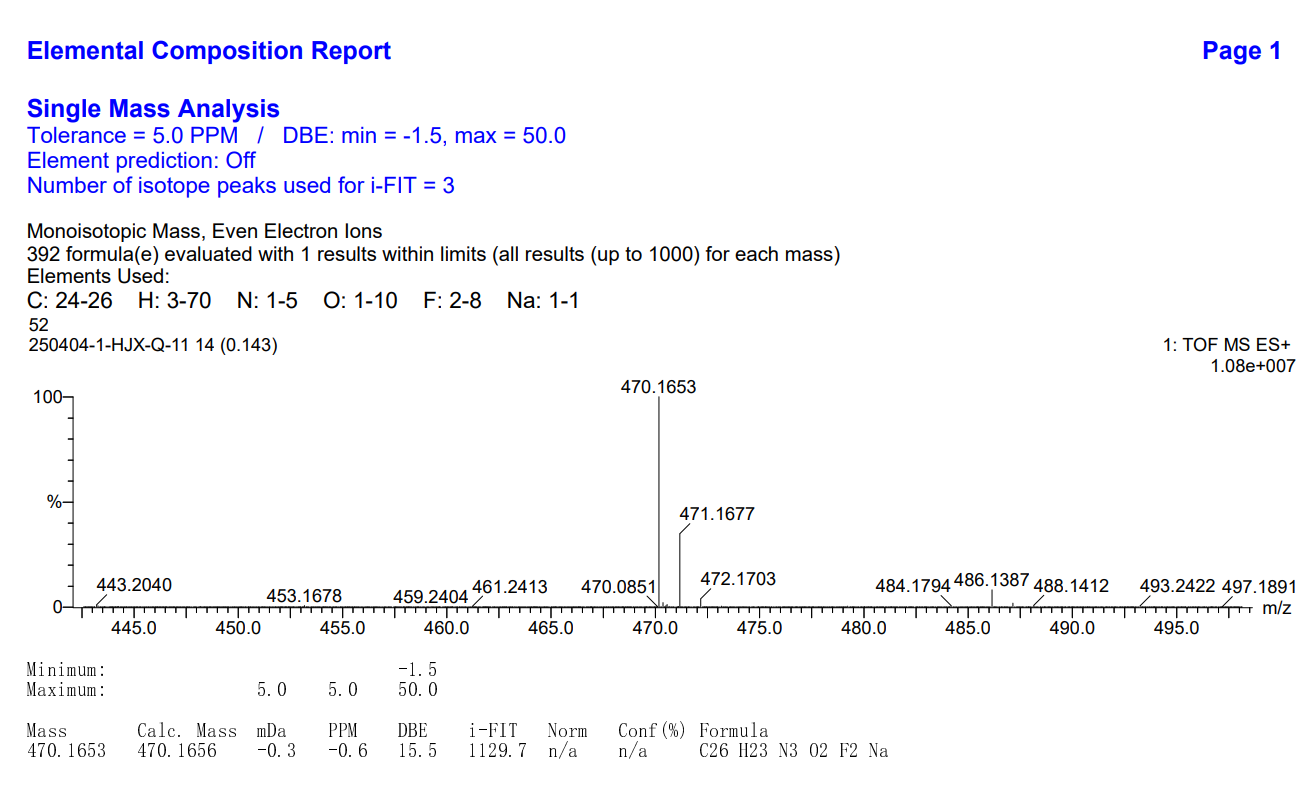 Elemental Composition Report Page 1
Single Mass Analysis
Tolerance = 5.0 PPM / DBE: min = -1.5, max = 50.0
Element prediction: Off
Number of isotope peaks used for i-FIT = 3
Monoisotopic Mass, Even Electron Ions
392 formula(e) evaluated with 1 results within limits (all results (up to 1000) for each mass)
Elements Used:
C: 24-26 H: 3-70 N: 1-5 O: 1-10 F: 2-8 Na: 1-1
52
250404-1-HJX-Q-11 14 (0.143) 1: TOF MS ES+
1.08e+007
470.1653
100
471.1677
%
443.2040 453.1678 459.2404 461.2413 470.0851 472.1703 484.1794 486.1387 488.1412 493.2422 497.1891
0
m/z
445.0 450.0 455.0 460.0 465.0 470.0 475.0 480.0 485.0 490.0 495.0
Minimum: -1.5
Maximum: 5.0 5.0 50.0
Mass Calc. Mass mDa PPM DBE i-FIT Norm Conf(%) Formula
470.1653 470.1656 -0.3 -0.6 15.5 1129.7 n/a n/a C26 H23 N3 O2 F2 Na